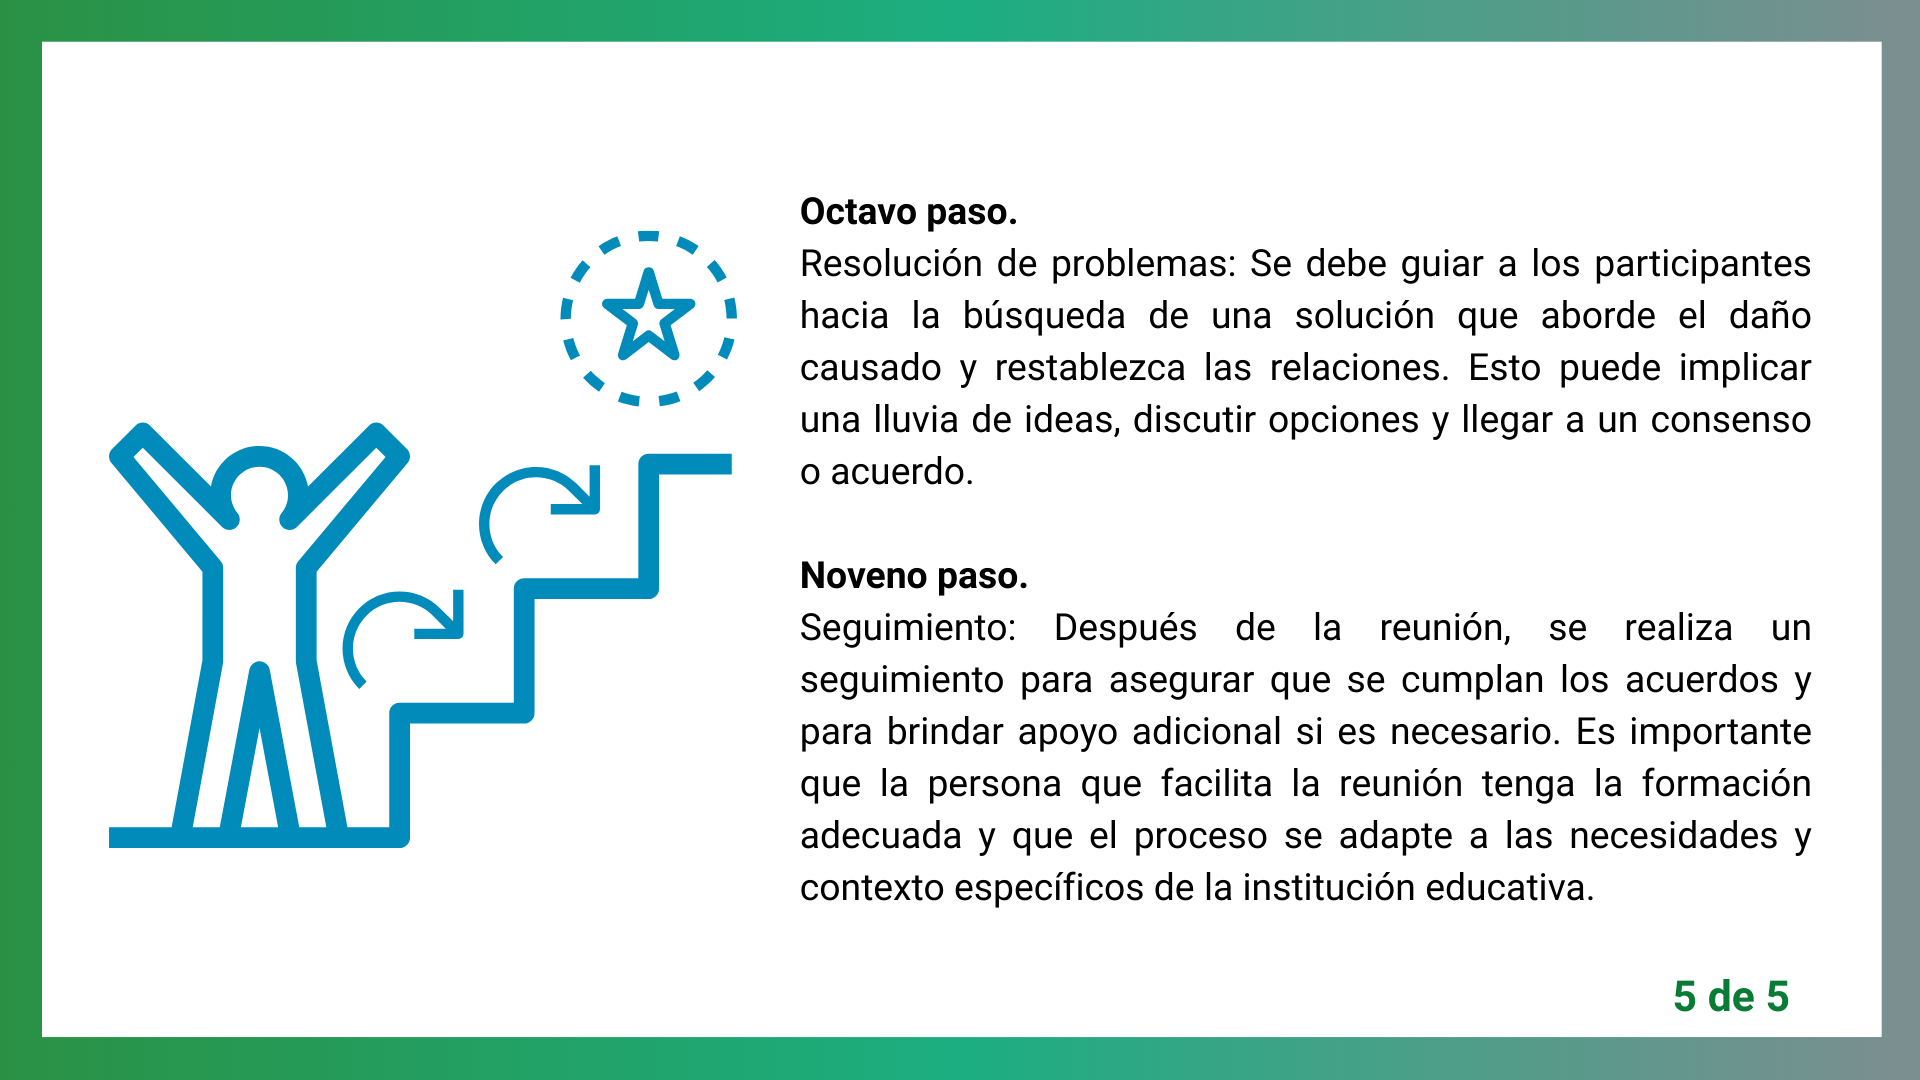 Octavo paso.
Resolución de problemas: Se debe guiar a los participantes
hacia la búsqueda de una solución que aborde el daño
causado y restablezca las relaciones. Esto puede implicar
una lluvia de ideas, discutir opciones y llegar a un consenso
o acuerdo.
Noveno paso.
Seguimiento: Después de la reunión, se realiza un
seguimiento para asegurar que se cumplan los acuerdos y
para brindar apoyo adicional si es necesario. Es importante
que la persona que facilita la reunión tenga la formación
adecuada y que el proceso se adapte a las necesidades y
contexto específicos de la institución educativa.
5 de 5